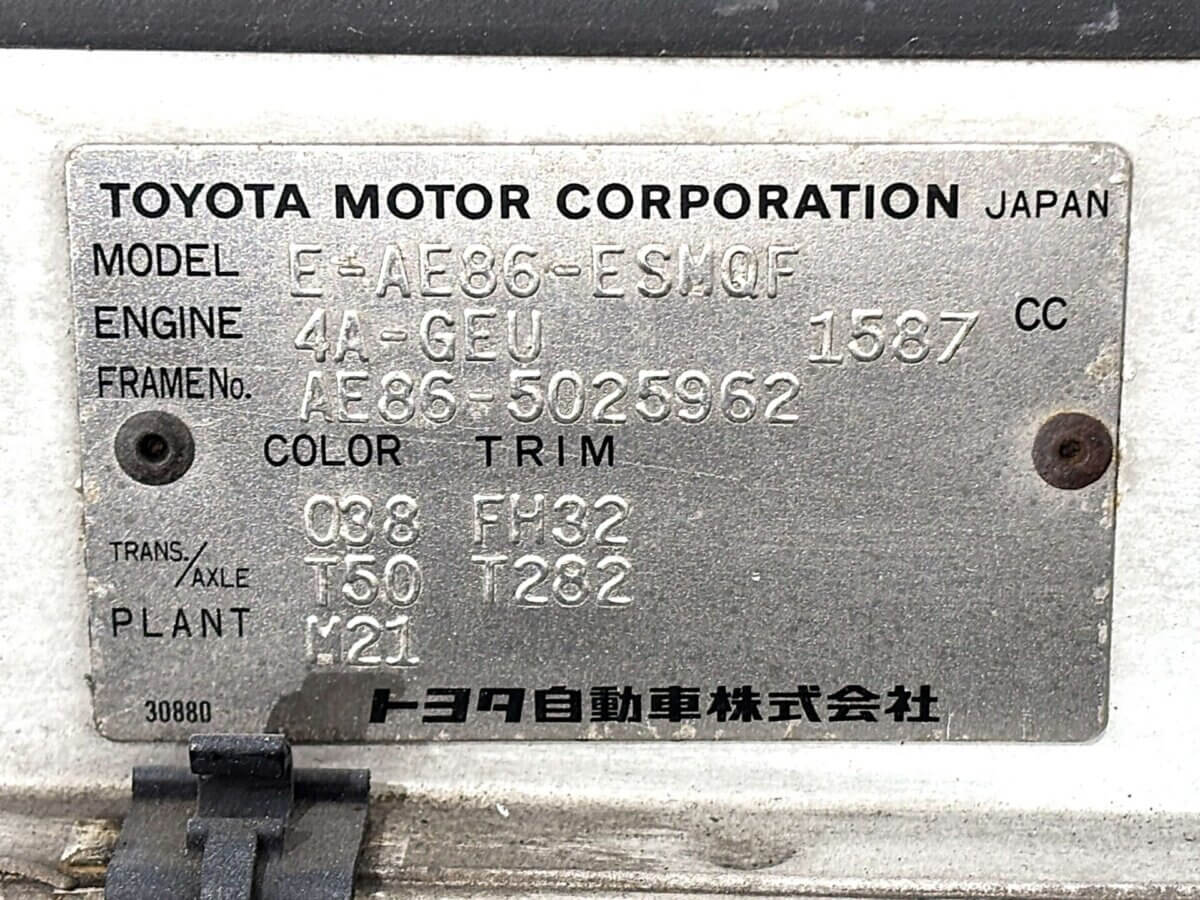 TOYOTA MOTOR CORPORATION JAPAN
MODEL E-AE86-ESMQF
ENGINE 4A-GEU 1587 CC
FRAME No. AE86-5025962
COLOR TRIM
038 FH32
TRANS./AXLE T50 T282
PLANT M21
30880 トヨタ自動車株式会社